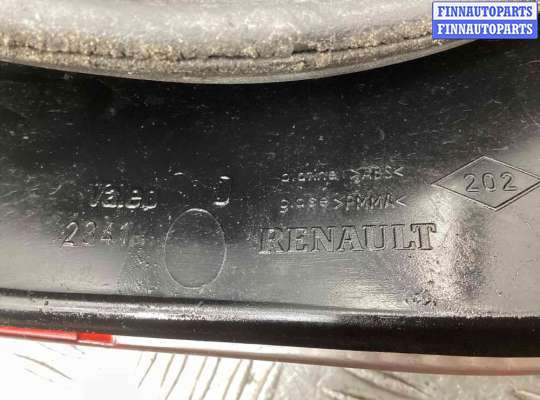 FINNAUTOPARTS
FINNAUTOPARTS
Valeo D
>ABS<
202
>PMMA<
2341
RENAULT